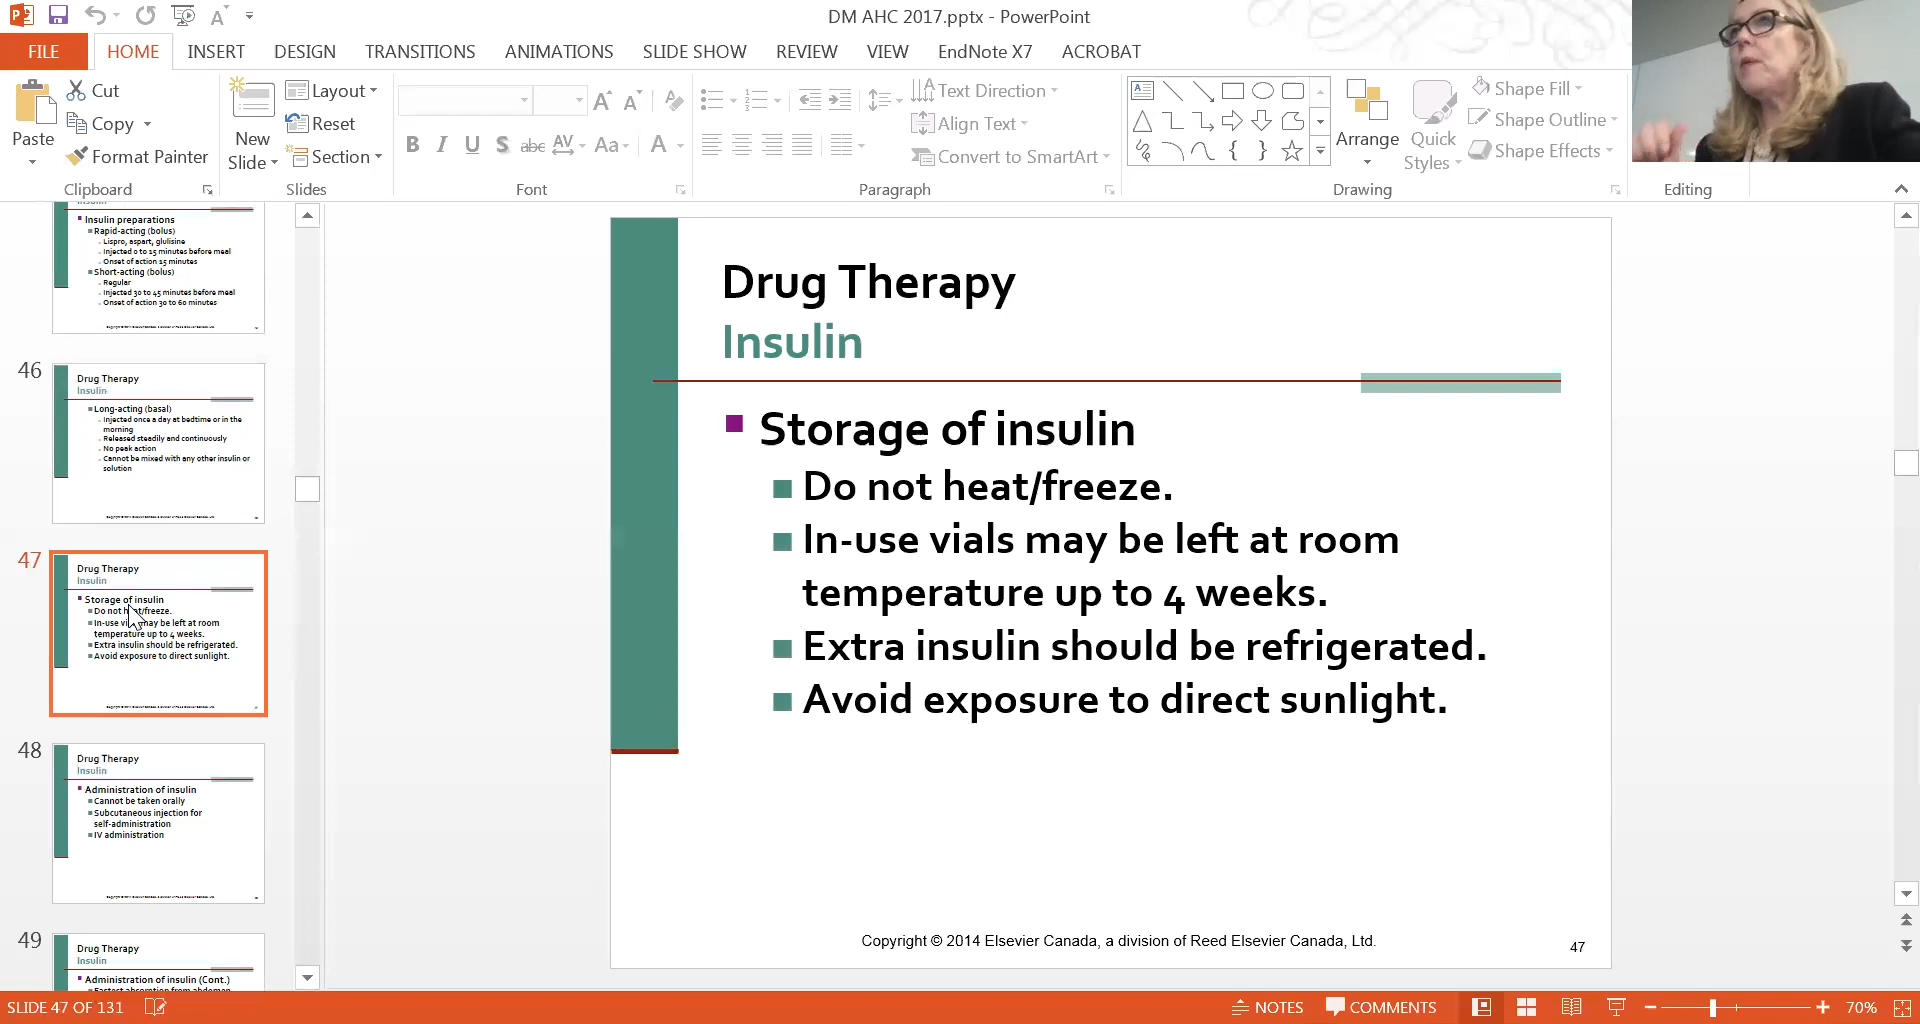 DM AHC 2017.pptx - PowerPoint
FILE
HOME
INSERT
DESIGN
TRANSITIONS
ANIMATIONS
SLIDE SHOW
REVIEW
VIEW
EndNote X7
ACROBAT
Paste
Cut
Copy
Format Painter
Clipboard
New
Slide
Layout
Reset
Section
Slides
B I U S abc AV Aa A
Font
Text Direction
Align Text
Convert to SmartArt
Paragraph
Arrange
Quick
Styles
Shape Fill
Shape Outline
Shape Effects
Drawing
Editing
Insulin preparations
Rapid-acting (bolus)
Lispro, aspart, glulisine
Injected 0 to 15 minutes before meal
Onset of action 15 minutes
Short-acting (bolus)
Regular
Injected 30 to 45 minutes before meal
Onset of action 30 to 60 minutes
46
Drug Therapy
Insulin
Long-acting (basal)
Injected once a day at bedtime or in the
morning
Released steadily and continuously
No peak action
Cannot be mixed with any other insulin or
solution
47
Drug Therapy
Insulin
Storage of insulin
Do not heat/freeze.
In-use vials may be left at room
temperature up to 4 weeks.
Extra insulin should be refrigerated.
Avoid exposure to direct sunlight.
48
Drug Therapy
Insulin
Administration of insulin
Cannot be taken orally
Subcutaneous injection for
self-administration
IV administration
49
Drug Therapy
Insulin
Administration of insulin (Cont.)
Fastest absorption from abdomen
Drug Therapy
Insulin
Storage of insulin
Do not heat/freeze.
In-use vials may be left at room
temperature up to 4 weeks.
Extra insulin should be refrigerated.
Avoid exposure to direct sunlight.
Copyright © 2014 Elsevier Canada, a division of Reed Elsevier Canada, Ltd.
47
SLIDE 47 OF 131
NOTES
COMMENTS
70%